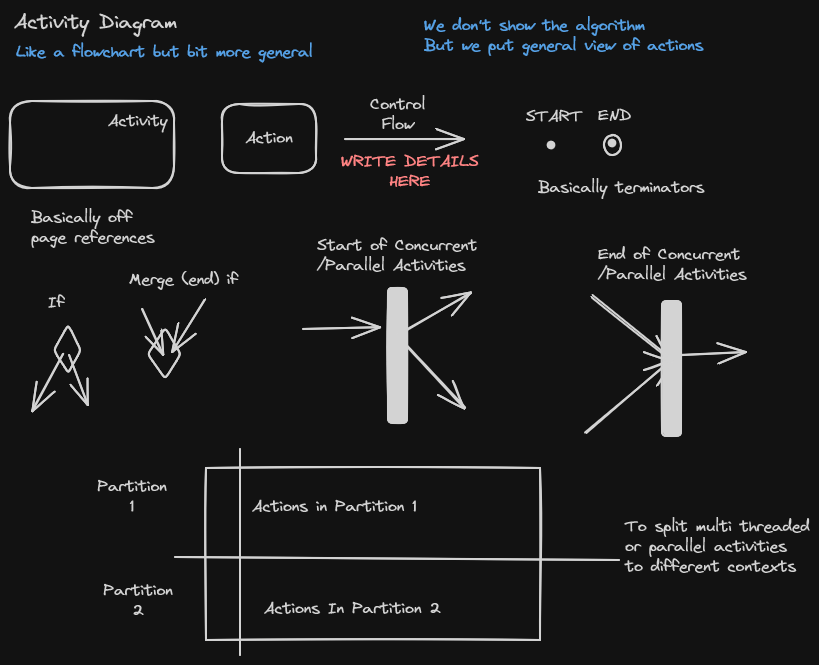 Activity Diagram
Like a flowchart but bit more general
We don't show the algorithm
But we put general view of actions
Activity
Action
Control
Flow
WRITE DETAILS
HERE
START END
Basically terminators
Basically off
page references
If
Merge (end) if
Start of Concurrent
/Parallel Activities
End of Concurrent
/Parallel Activities
Partition
1
Actions in Partition 1
To split multi threaded
or parallel activities
to different contexts
Partition
2
Actions In Partition 2